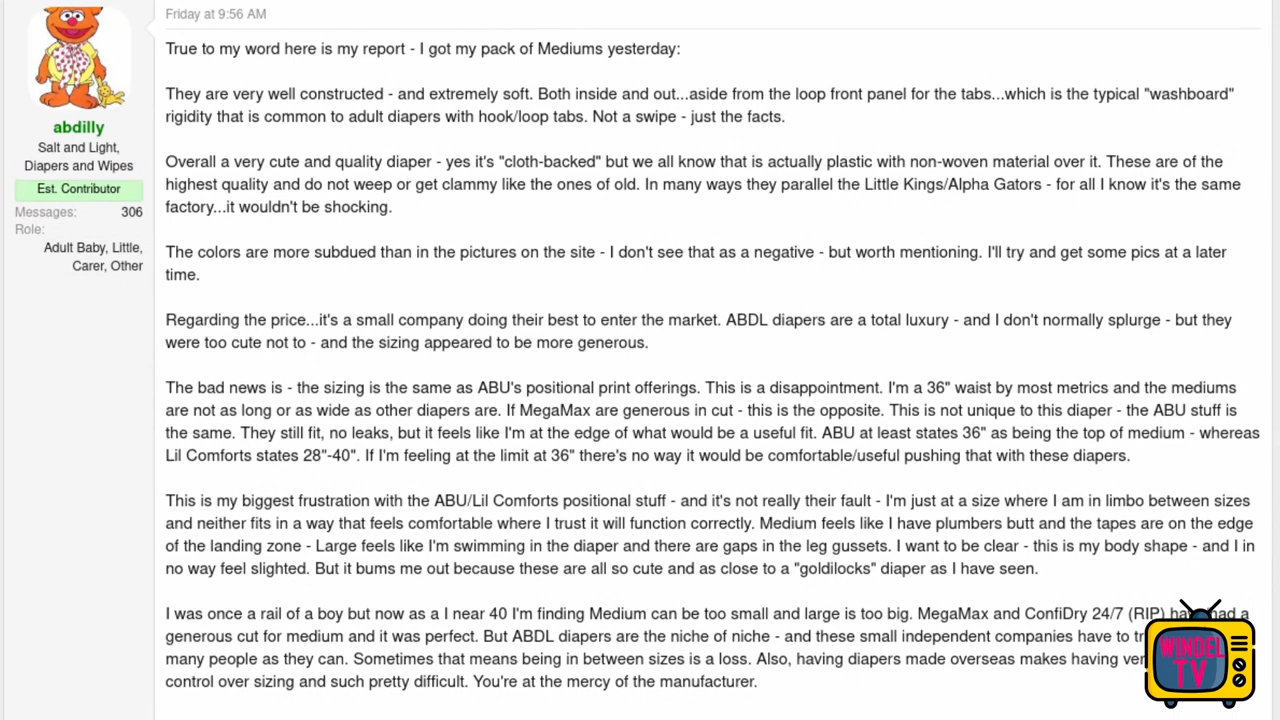 Friday at 9:56 AM
True to my word here is my report - I got my pack of Mediums yesterday:
They are very well constructed - and extremely soft. Both inside and out...aside from the loop front panel for the tabs...which is the typical "washboard"
rigidity that is common to adult diapers with hook/loop tabs. Not a swipe - just the facts.
abdilly
Salt and Light,
Diapers and Wipes
Est. Contributor
Messages: 306
Role:
Adult Baby, Little,
Carer, Other
Overall a very cute and quality diaper - yes it's "cloth-backed" but we all know that is actually plastic with non-woven material over it. These are of the
highest quality and do not weep or get clammy like the ones of old. In many ways they parallel the Little Kings/Alpha Gators - for all I know it's the same
factory...it wouldn't be shocking.
The colors are more subdued than in the pictures on the site - I don't see that as a negative - but worth mentioning. I'll try and get some pics at a later
time.
Regarding the price...it's a small company doing their best to enter the market. ABDL diapers are a total luxury - and I don't normally splurge - but they
were too cute not to - and the sizing appeared to be more generous.
The bad news is - the sizing is the same as ABU's positional print offerings. This is a disappointment. I'm a 36" waist by most metrics and the mediums
are not as long or as wide as other diapers are. If MegaMax are generous in cut - this is the opposite. This is not unique to this diaper - the ABU stuff is
the same. They still fit, no leaks, but it feels like I'm at the edge of what would be a useful fit. ABU at least states 36" as being the top of medium - whereas
Lil Comforts states 28"-40". If I'm feeling at the limit at 36" there's no way it would be comfortable/useful pushing that with these diapers.
This is my biggest frustration with the ABU/Lil Comforts positional stuff - and it's not really their fault - I'm just at a size where I am in limbo between sizes
and neither fits in a way that feels comfortable where I trust it will function correctly. Medium feels like I have plumbers butt and the tapes are on the edge
of the landing zone - Large feels like I'm swimming in the diaper and there are gaps in the leg gussets. I want to be clear - this is my body shape - and I in
no way feel slighted. But it bums me out because these are all so cute and as close to a "goldilocks" diaper as I have seen.
I was once a rail of a boy but now as a I near 40 I'm finding Medium can be too small and large is too big. MegaMax and ConfiDry 24/7 (RIP) had a
generous cut for medium and it was perfect. But ABDL diapers are the niche of niche - and these small independent companies have to
many people as they can. Sometimes that means being in between sizes is a loss. Also, having diapers made overseas makes having
control over sizing and such pretty difficult. You're at the mercy of the manufacturer.
WINDEL
TV